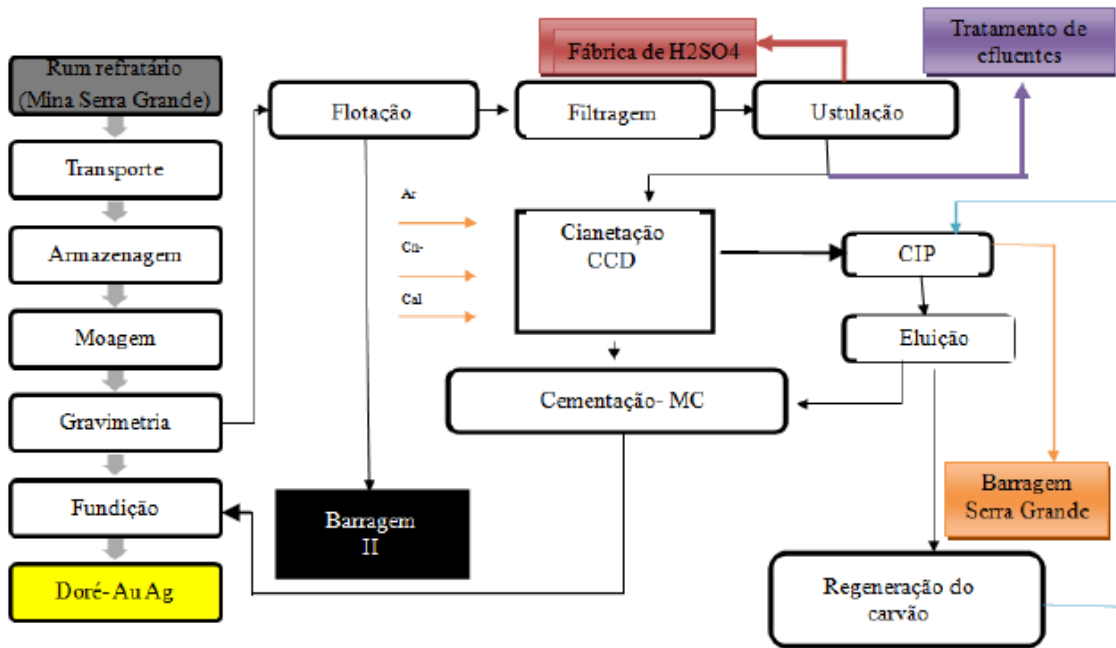 Rum refratário
(Mina Serra Grande)
Transporte
Armazenagem
Moagem
Gravimetria
Fundição
Doré- Au Ag
Flotação
Filtragem
Ustulação
Fábrica de H2SO4
Tratamento de
efluentes
Ar
Cn-
Cal
Cianetação
CCD
CIP
Eluição
Cementação- MC
Barragem
II
Barragem
Serra Grande
Regeneração do
carvão